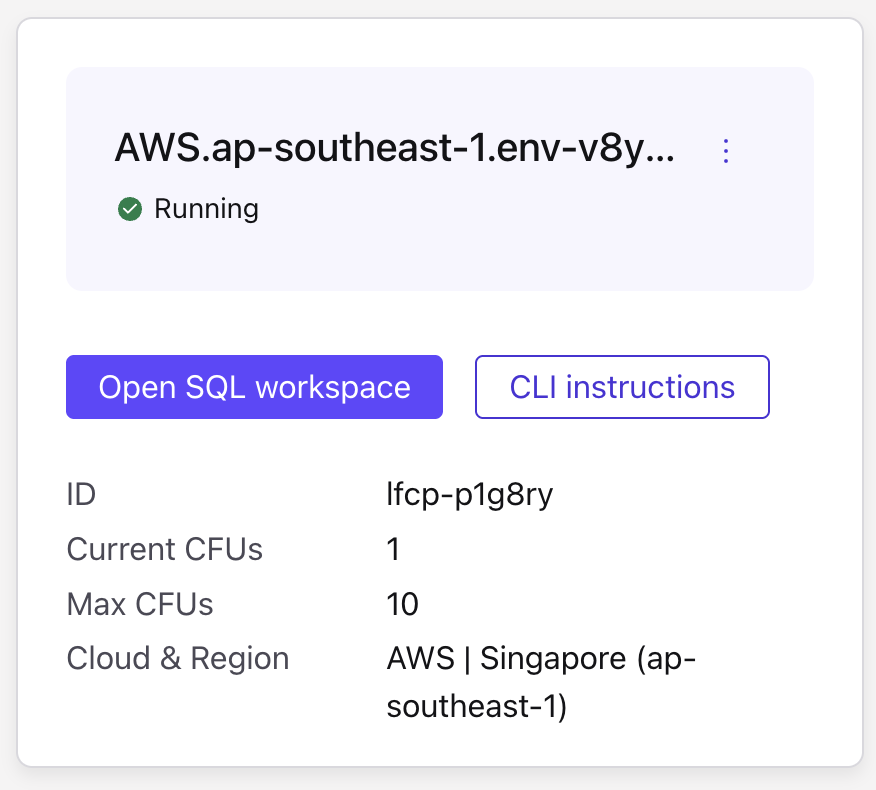 AWS.ap-southeast-1.env-v8y...
Running
Open SQL workspace
CLI instructions
ID lfcp-p1g8ry
Current CFUs 1
Max CFUs 10
Cloud & Region AWS | Singapore (ap-
southeast-1)